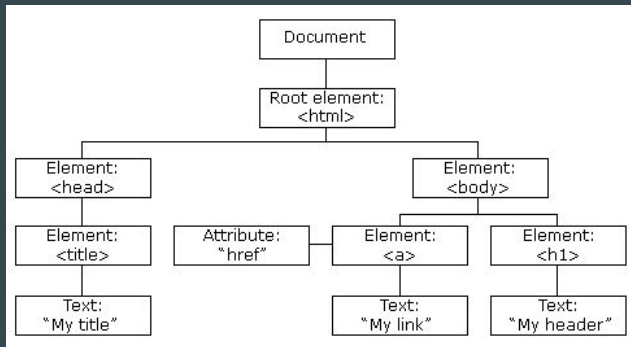 Document
Root element:
<html>
Element:
<head>
Element:
<body>
Element:
<title>
Attribute:
"href"
Element:
<a>
Element:
<h1>
Text:
"My title"
Text:
"My link"
Text:
"My header"